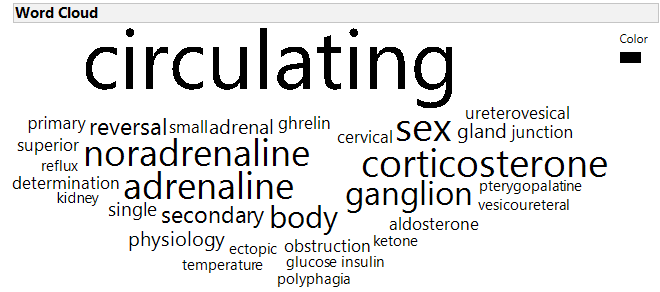 Word Cloud
Color
circulating
ureterovesical
primary reversal small adrenal ghrelin cervical sex gland junction
superior noradrenaline corticosterone
reflux
determination adrenaline ganglion pterygopalatine
kidney single secondary body vesicoureteral
aldosterone
physiology ectopic obstruction ketone
temperature glucose insulin
polyphagia